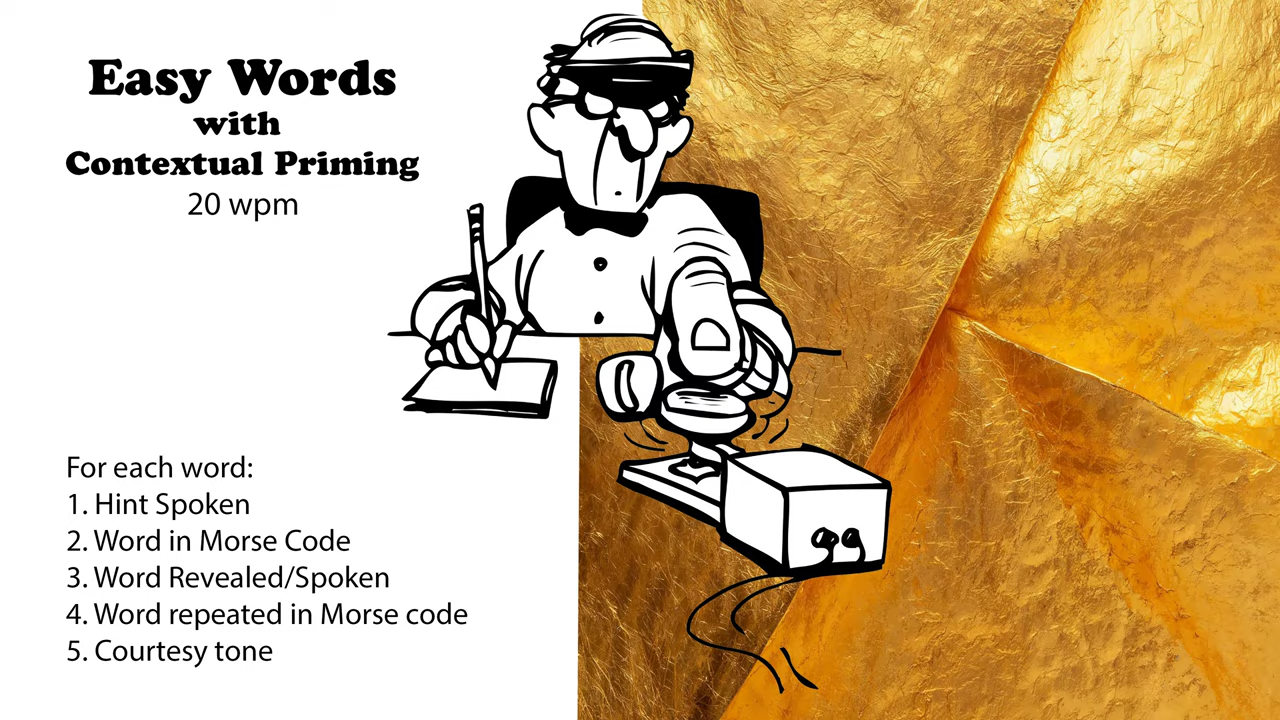 Easy Words
with
Contextual Priming
20 wpm
For each word:
1. Hint Spoken
2. Word in Morse Code
3. Word Revealed/Spoken
4. Word repeated in Morse code
5. Courtesy tone